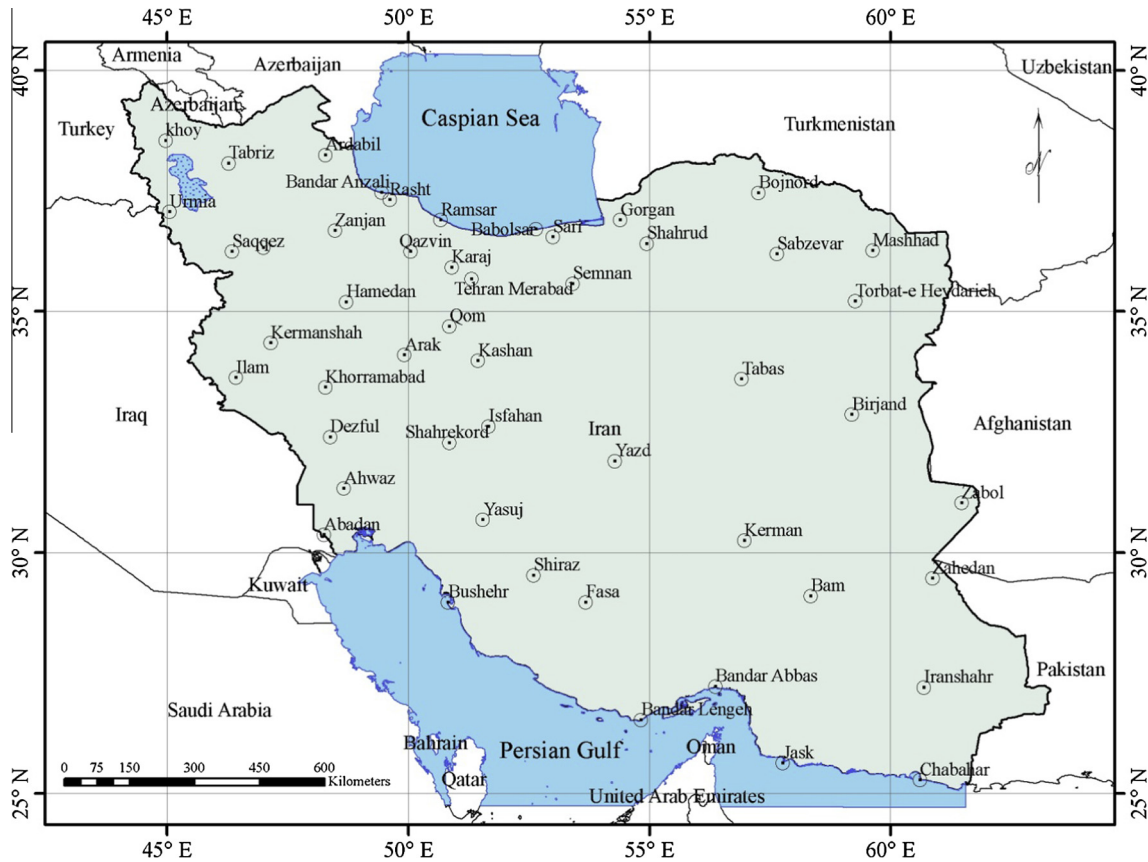 45° E 50° E 55° E 60° E
40° N
40° N
Armenia
Azerbaijan
Uzbekistan
Azerbaijan
Caspian Sea
Turkey
khoy
Turkmenistan
Tabriz
Ardabil
N
Bandar Anzali
Rasht
Bojnord
Urmia
Ramsar
Gorgan
Zanjan
Babolsar
Sari
Shahrud
Saqqez
Qazvin
Sabzevar
Mashhad
Karaj
Semnan
Tehran Merabad
Hamedan
Torbat-e Heydarieh
35° N
35° N
Qom
Kermanshah
Arak
Kashan
Ilam
Khorramabad
Tabas
Birjand
Iraq
Isfahan
Dezful
Shahrekord
Iran
Afghanistan
Yazd
Ahwaz
Zabol
Abadan
Yasuj
Kerman
30° N
30° N
Kuwait
Shiraz
Zahedan
Bushehr
Fasa
Bam
Bandar Abbas
Iranshahr
Pakistan
Saudi Arabia
Bandar Lengeh
Bahrain
Persian Gulf
Oman
Jask
Qatar
Chabahar
0 75 150 300 450 600
Kilometers
United Arab Emirates
25° N
25° N
45° E 50° E 55° E 60° E